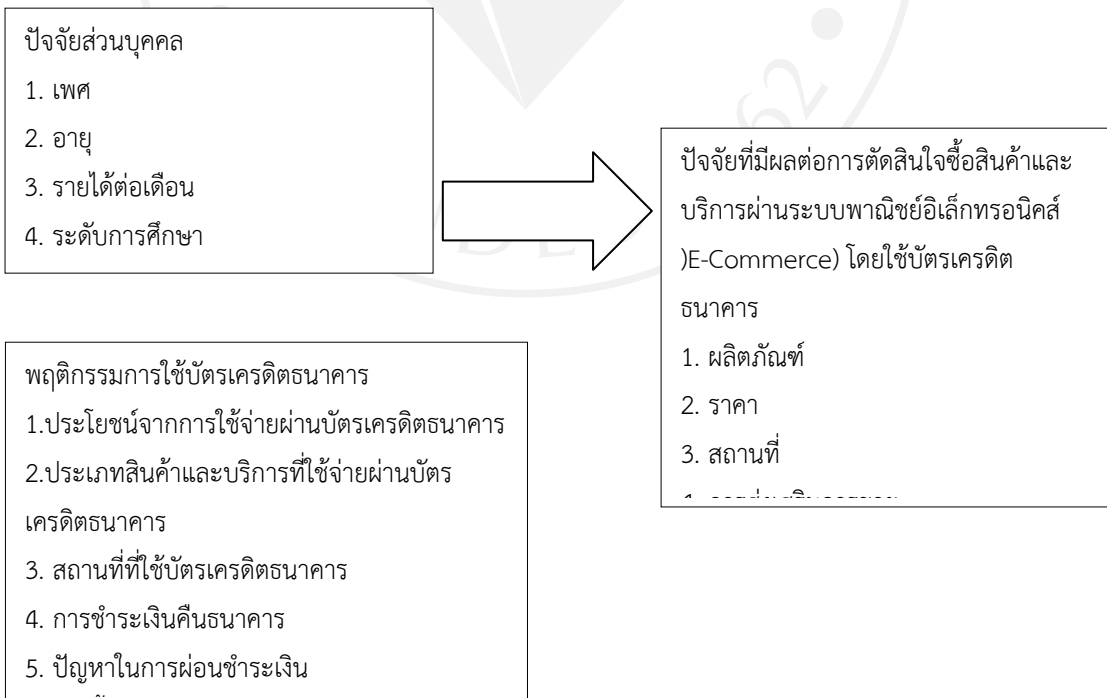 ปัจจัยส่วนบุคคล
1. เพศ
2. อายุ
3. รายได้ต่อเดือน
4. ระดับการศึกษา
ปัจจัยที่มีผลต่อการตัดสินใจซื้อสินค้าและ
บริการผ่านระบบพาณิชย์อิเล็กทรอนิคส์
)E-Commerce) โดยใช้บัตรเครดิต
ธนาคาร
1. ผลิตภัณฑ์
2. ราคา
3. สถานที่
พฤติกรรมการใช้บัตรเครดิตธนาคาร
1.ประโยชน์จากการใช้จ่ายผ่านบัตรเครดิตธนาคาร
2.ประเภทสินค้าและบริการที่ใช้จ่ายผ่านบัตร
เครดิตธนาคาร
3. สถานที่ที่ใช้บัตรเครดิตธนาคาร
4. การชำระเงินคืนธนาคาร
5. ปัญหาในการผ่อนชำระเงิน